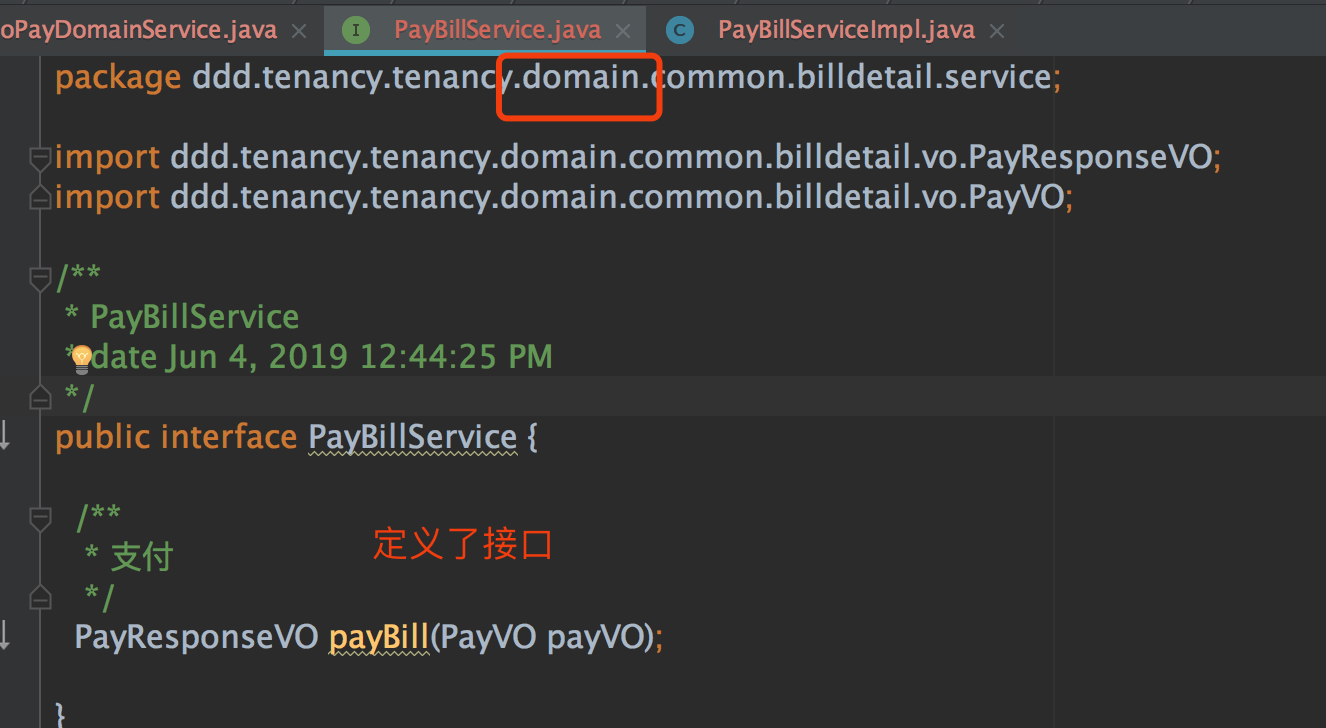 oPayDomainService.java
I PayBillService.java
C PayBillServiceImpl.java
package ddd.tenancy.tenancy.domain.common.billdetail.service;
import ddd.tenancy.tenancy.domain.common.billdetail.vo.PayResponseVO;
import ddd.tenancy.tenancy.domain.common.billdetail.vo.PayVO;
/**
* PayBillService
* date Jun 4, 2019 12:44:25 PM
*/
public interface PayBillService {
/**
* 支付
定义了接口
*/
PayResponseVO payBill(PayVO payVO);
}